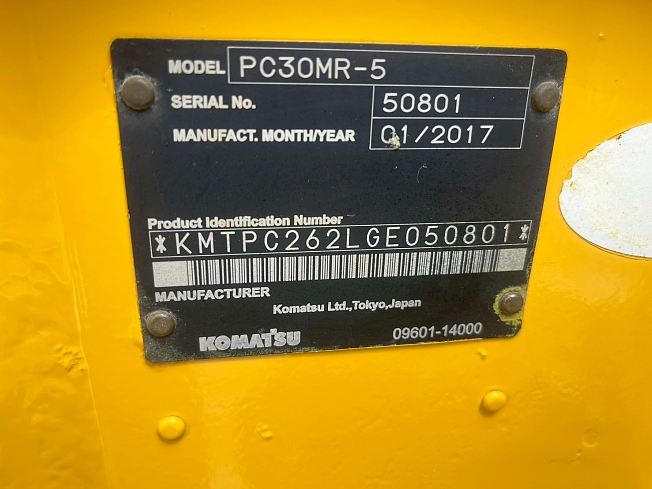 MODEL PC30MR-5
SERIAL No. 50801
MANUFACT. MONTH/YEAR 01/2017
Product Identification Number
*KMTPC262LGE050801*
MANUFACTURER
Komatsu Ltd.,Tokyo,Japan
KOMATSU 09601-14000